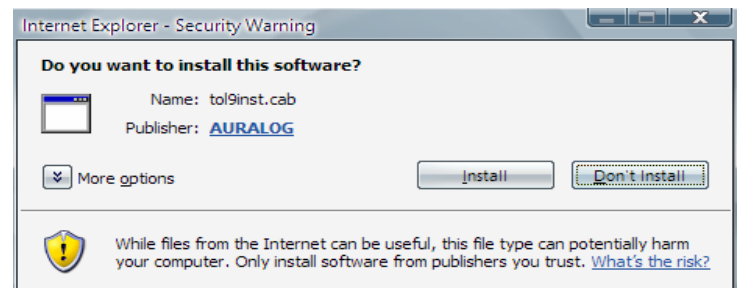 Internet Explorer - Security Warning
Do you want to install this software?
Name: tol9inst.cab
Publisher: AURALOG
More options
Install
Don't Install
While files from the Internet can be useful, this file type can potentially harm
your computer. Only install software from publishers you trust. What's the risk?